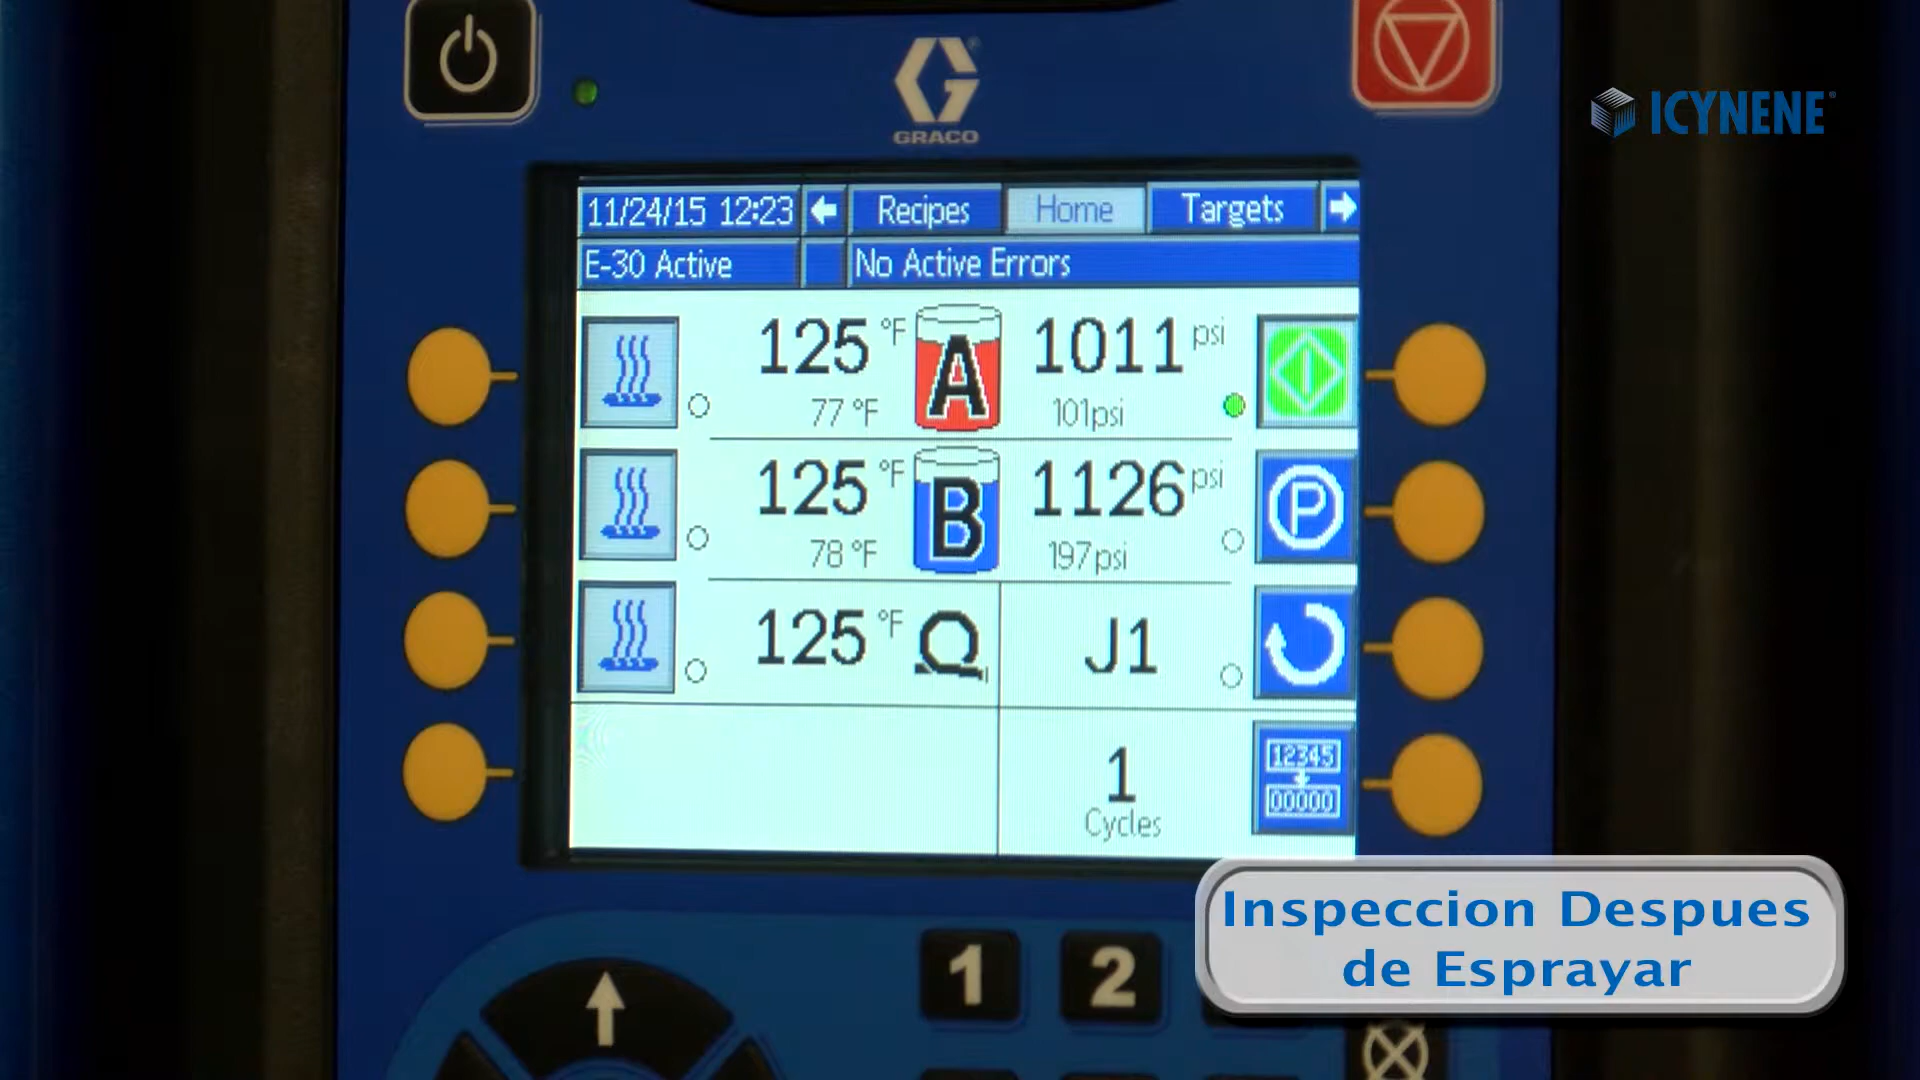 GRACO
ICYNENE
11/24/15 12:23
Recipes
Home
Targets
E-30 Active
No Active Errors
125 °F
A
1011 psi
77 °F
101psi
125 °F
B
1126 psi
78 °F
197psi
P
125 °F
J1
1
Cycles
12345
00000
1
2
Inspeccion Despues
de Esprayar